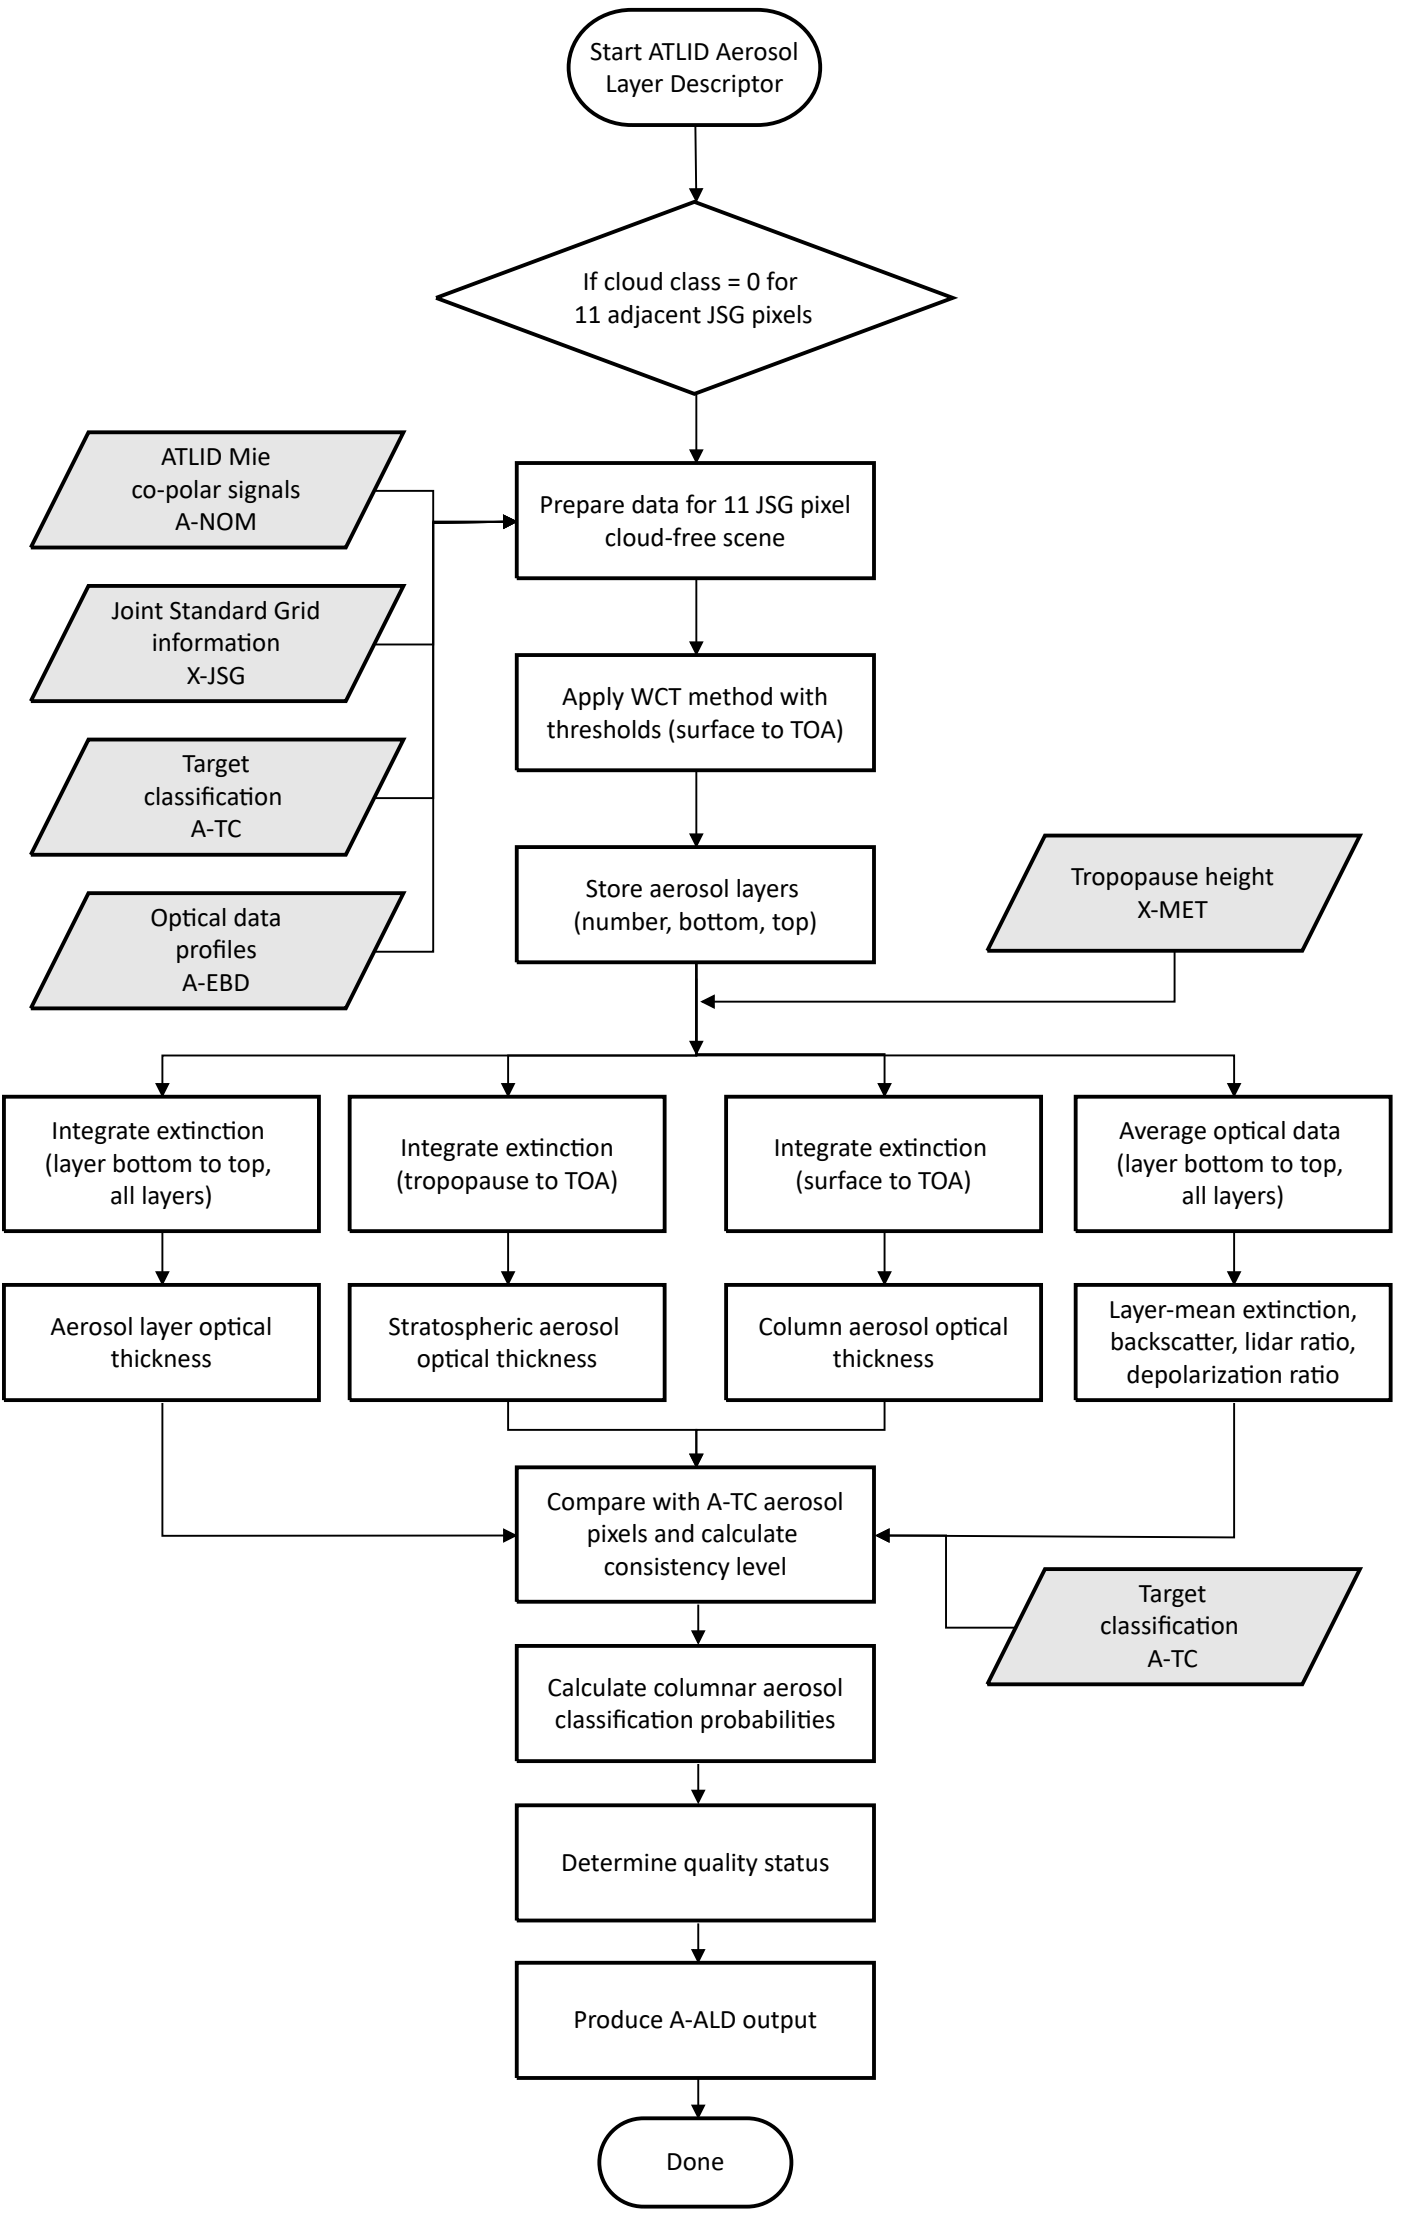 Start ATLID Aerosol
Layer Descriptor
If cloud class = 0 for
11 adjacent JSG pixels
ATLID Mie
co-polar signals
A-NOM
Prepare data for 11 JSG pixel
cloud-free scene
Joint Standard Grid
information
X-JSG
Apply WCT method with
thresholds (surface to TOA)
Target
classification
A-TC
Store aerosol layers
(number, bottom, top)
Tropopause height
X-MET
Optical data
profiles
A-EBD
Integrate extinction
(layer bottom to top,
all layers)
Integrate extinction
(tropopause to TOA)
Integrate extinction
(surface to TOA)
Average optical data
(layer bottom to top,
all layers)
Aerosol layer optical
thickness
Stratospheric aerosol
optical thickness
Column aerosol optical
thickness
Layer-mean extinction,
backscatter, lidar ratio,
depolarization ratio
Compare with A-TC aerosol
pixels and calculate
consistency level
Target
classification
A-TC
Calculate columnar aerosol
classification probabilities
Determine quality status
Produce A-ALD output
Done